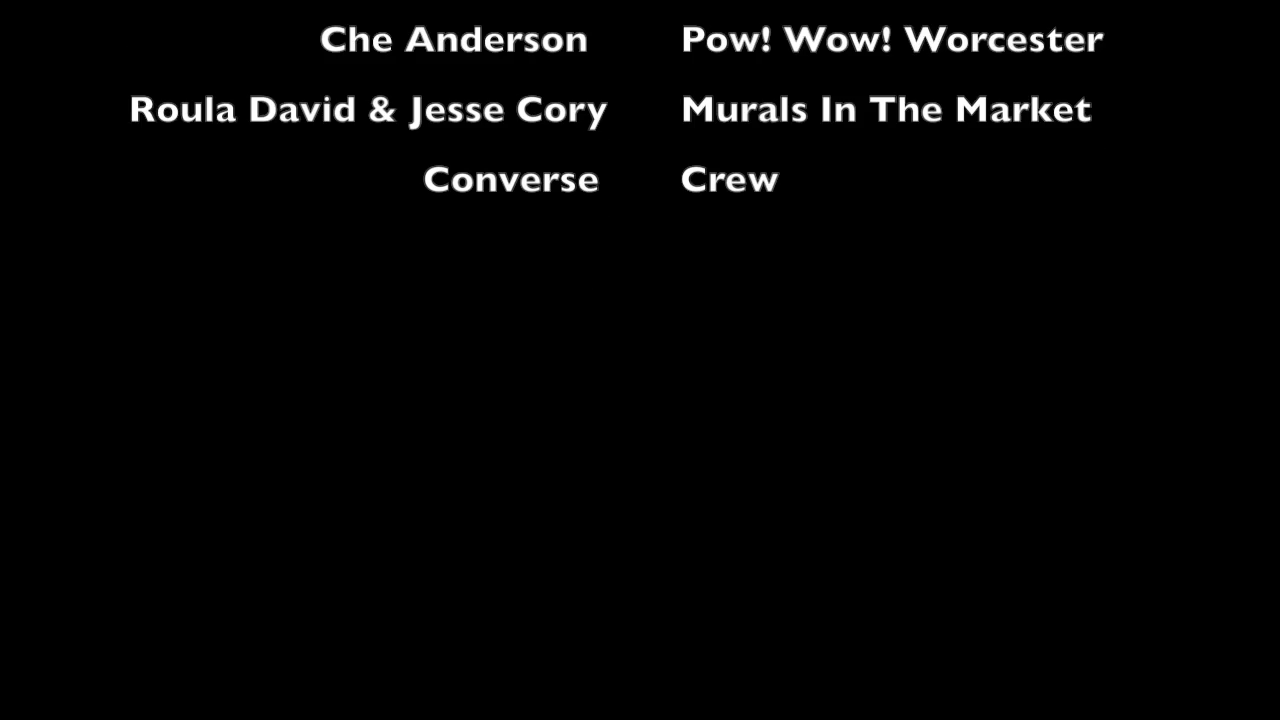 Che Anderson Pow! Wow! Worcester
Roula David & Jesse Cory Murals In The Market
Converse Crew